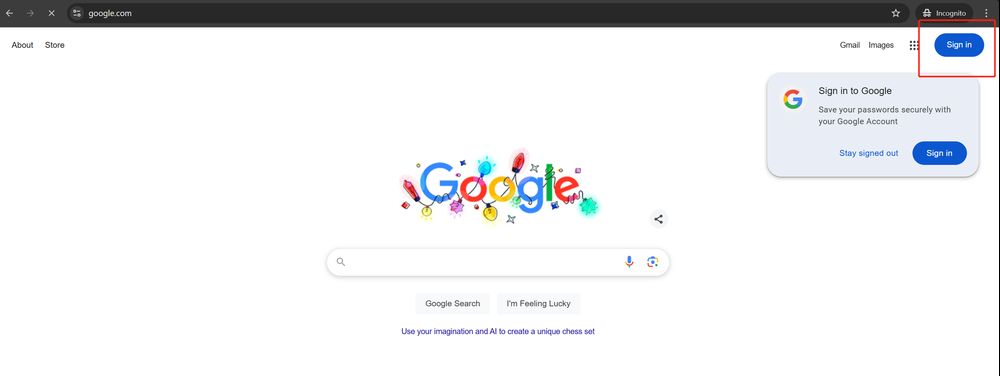 google.com
Incognito
About Store
Gmail Images
Sign in
Sign in to Google
Save your passwords securely with
your Google Account
Stay signed out Sign in
Google
Google Search I'm Feeling Lucky
Use your imagination and AI to create a unique chess set